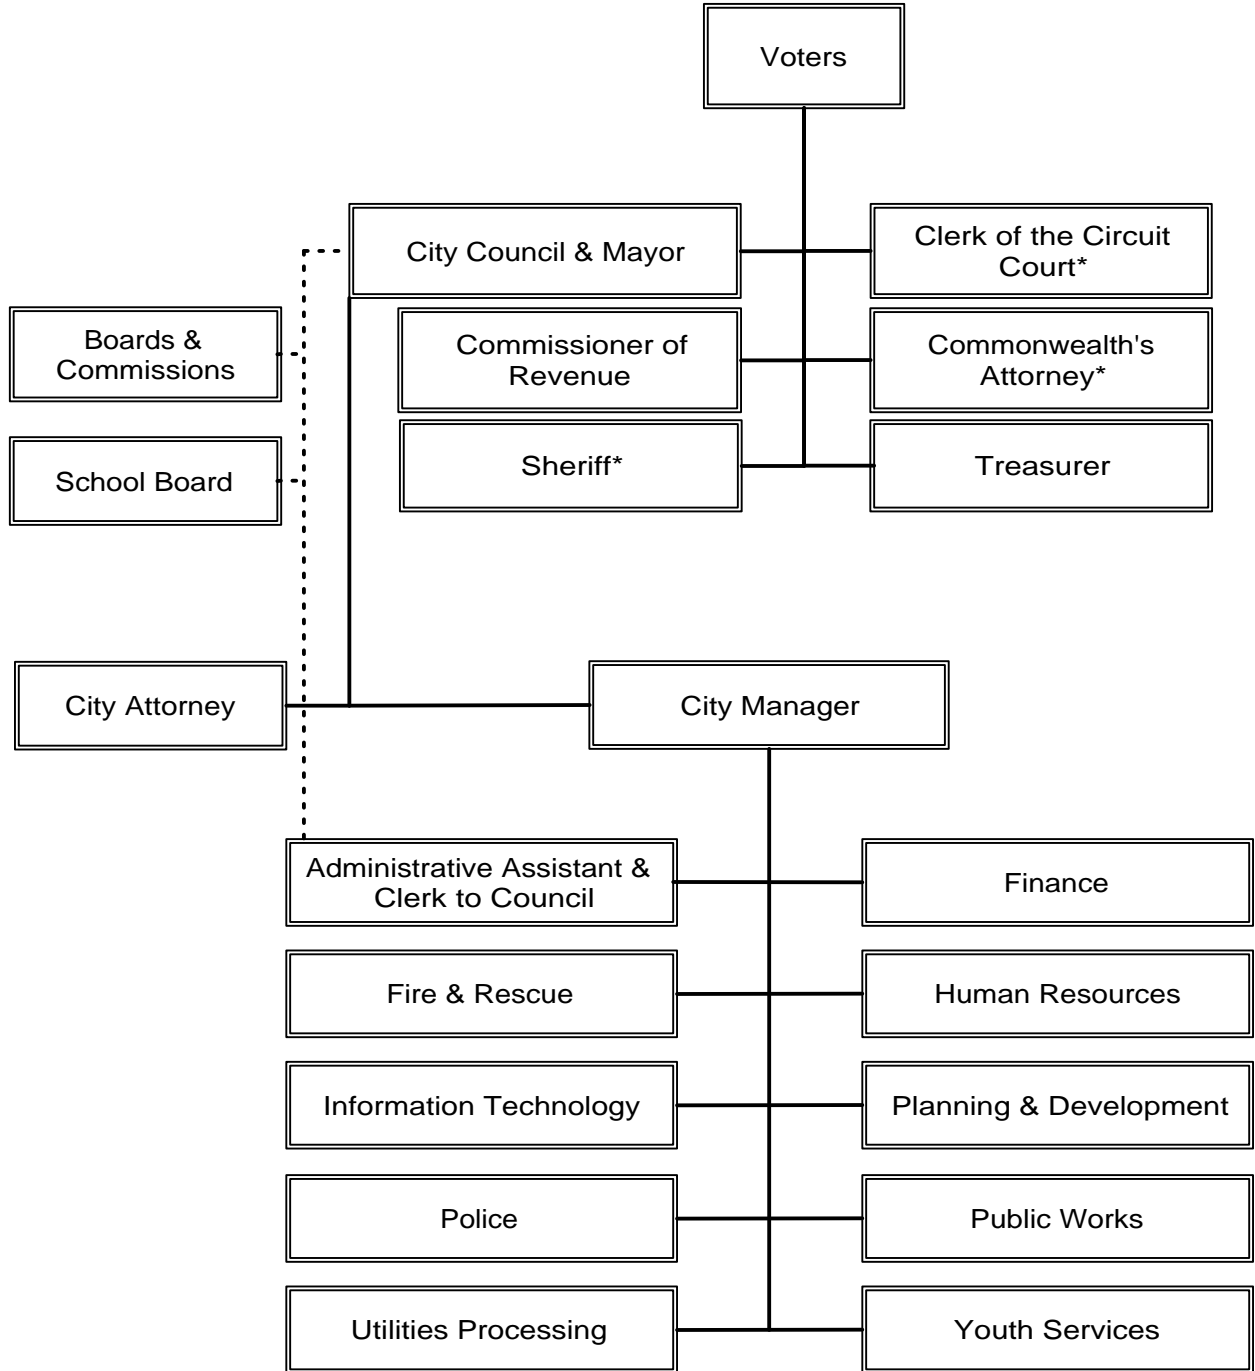 Voters
City Council & Mayor
Clerk of the Circuit
Court*
Boards &
Commissions
Commissioner of
Revenue
Commonwealth's
Attorney*
School Board
Sheriff*
Treasurer
City Attorney
City Manager
Administrative Assistant &
Clerk to Council
Finance
Fire & Rescue
Human Resources
Information Technology
Planning & Development
Police
Public Works
Utilities Processing
Youth Services